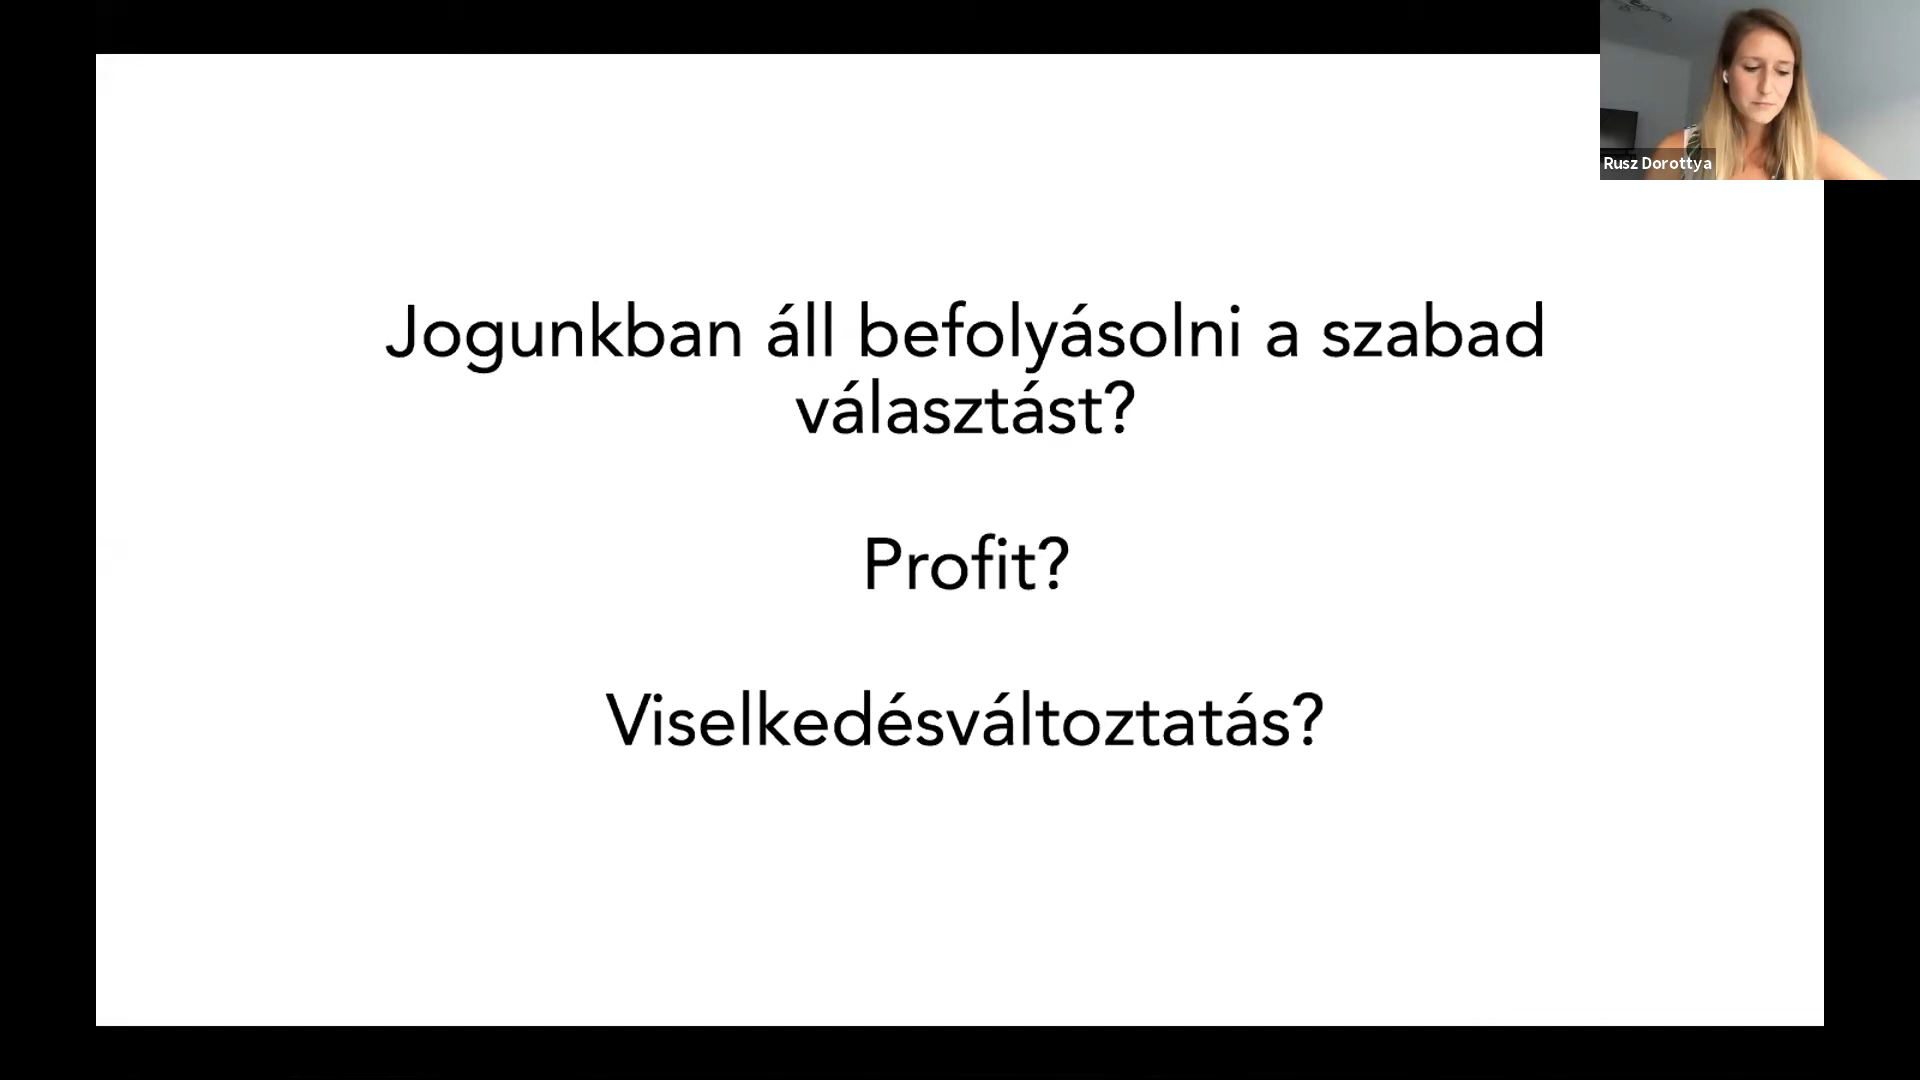 Jogunkban áll befolyásolni a szabad
választást?
Profit?
Viselkedésváltoztatás?
Rusz Dorottya